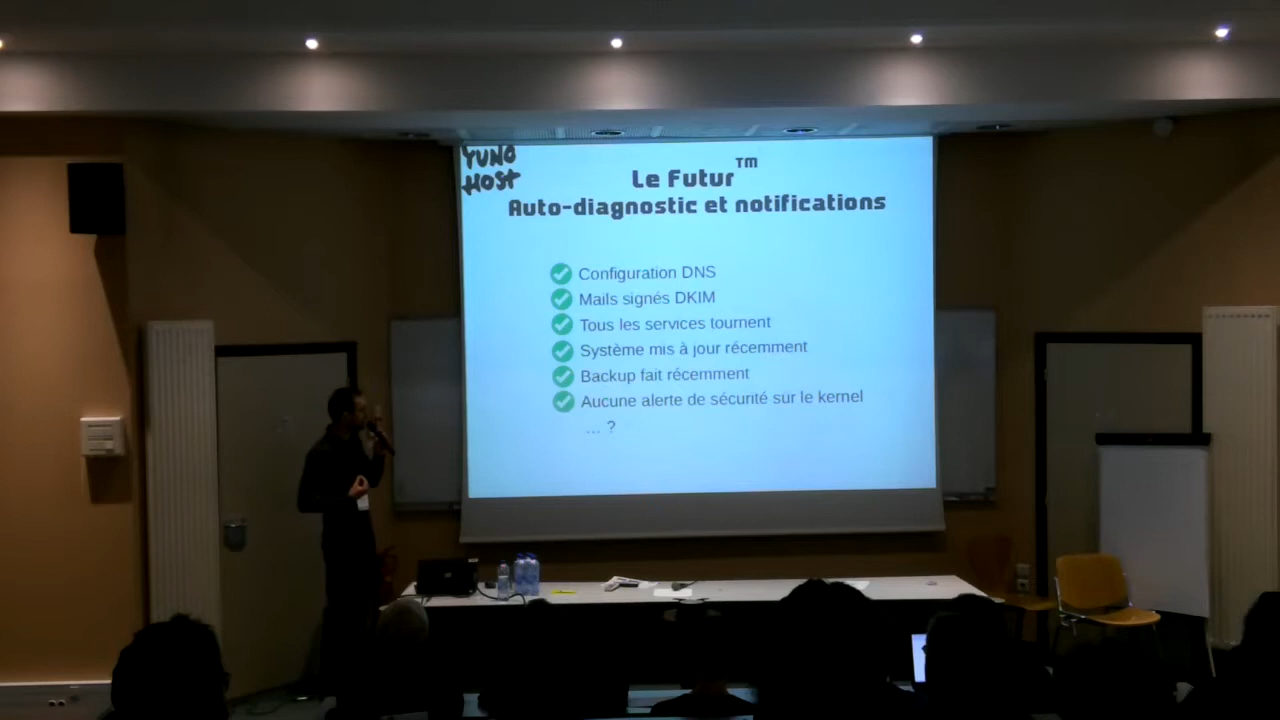 YUNO
HOST
Le Futur™
Auto-diagnostic et notifications
Configuration DNS
Mails signés DKIM
Tous les services tournent
Système mis à jour récemment
Backup fait récemment
Aucune alerte de sécurité sur le kernel
... ?